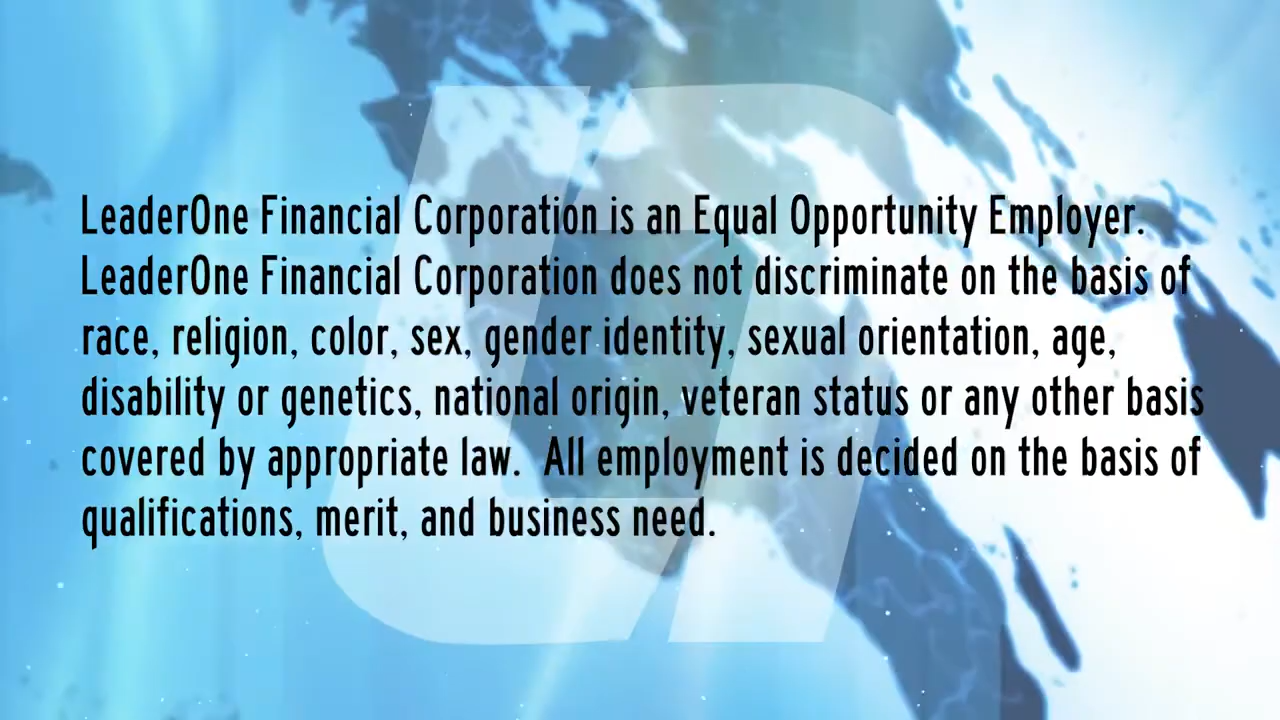 LeaderOne Financial Corporation is an Equal Opportunity Employer.
LeaderOne Financial Corporation does not discriminate on the basis of
race, religion, color, sex, gender identity, sexual orientation, age,
disability or genetics, national origin, veteran status or any other basis
covered by appropriate law.  All employment is decided on the basis of
qualifications, merit, and business need.